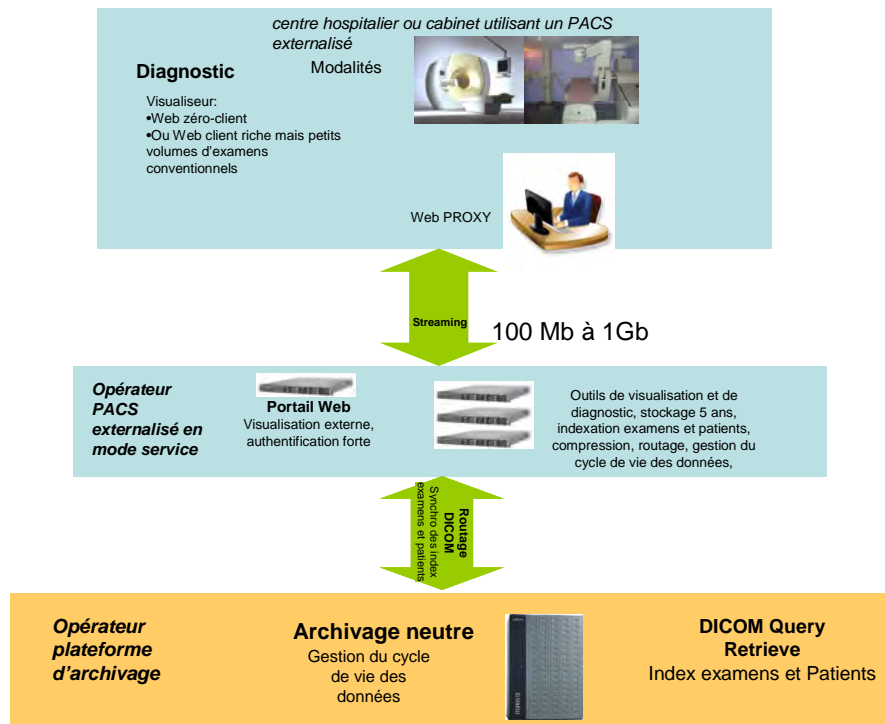 centre hospitalier ou cabinet utilisant un PACS
externalisé
Diagnostic
Modalités
Visualiseur:
•Web zéro-client
•Ou Web client riche mais petits
volumes d'examens
conventionnels
Web PROXY
Streaming
100 Mb à 1Gb
Opérateur
PACS
externalisé en
mode service
Portail Web
Visualisation externe,
authentification forte
Outils de visualisation et de
diagnostic, stockage 5 ans,
indexation examens et patients,
compression, routage, gestion du
cycle de vie des données,
Routage
DICOM
Synchro des index
examens et patients
Opérateur
plateforme
d'archivage
Archivage neutre
Gestion du cycle
de vie des
données
DICOM Query
Retrieve
Index examens et Patients